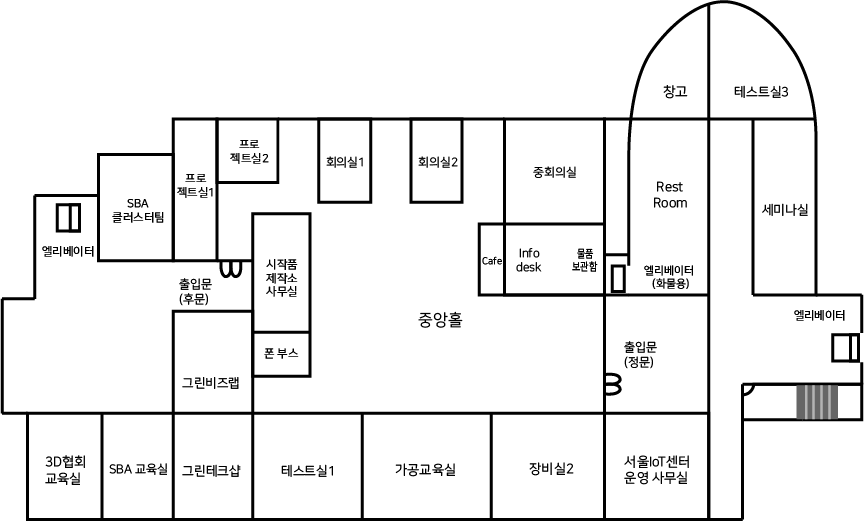 창고
테스트실3
프로
젝트실2
회의실1
회의실2
중회의실
프로
젝트실1
Rest
Room
SBA
클러스터팀
세미나실
엘리베이터
Cafe
Info
desk
물품
보관함
시작품
제작소
사무실
엘리베이터
(화물용)
출입문
(후문)
중앙홀
엘리베이터
폰 부스
출입문
(정문)
그린비즈랩
3D협회
교육실
SBA 교육실
그린테크샵
테스트실1
가공교육실
장비실2
서울IoT센터
운영 사무실